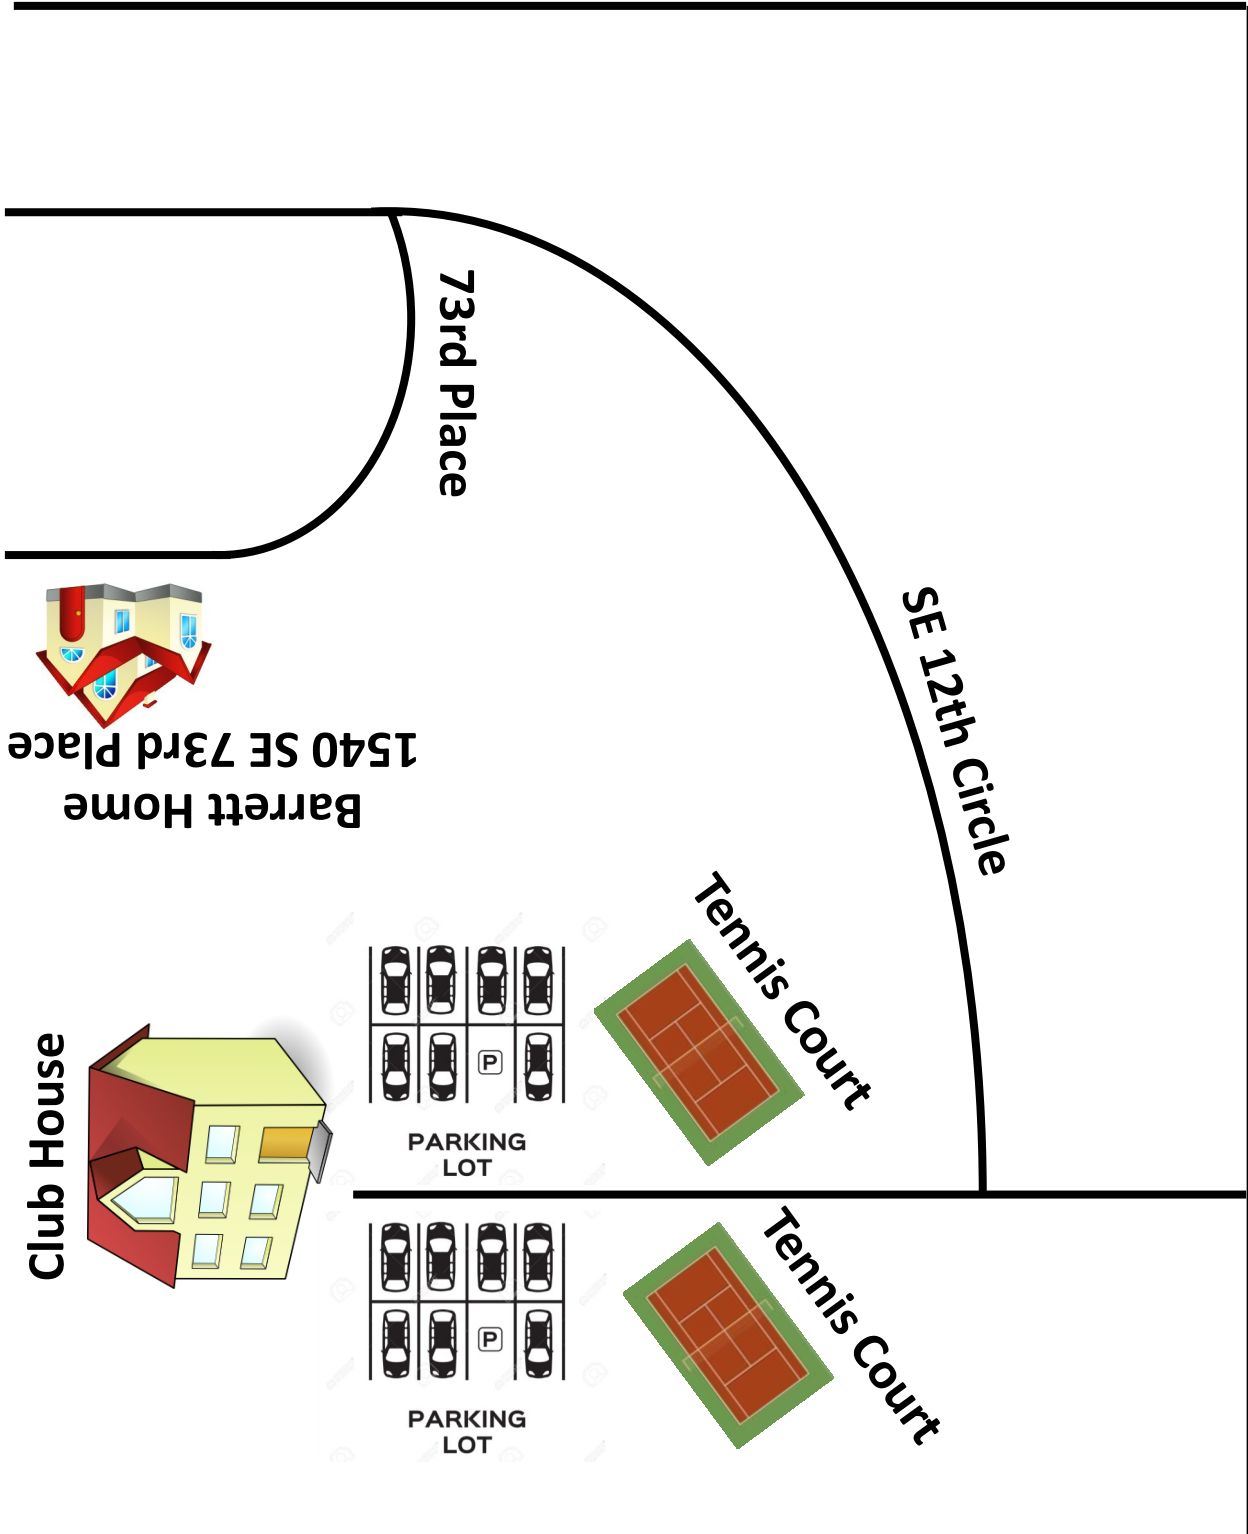 73rd Place
SE 12th Circle
Barrett Home
1540 SE 73rd Place
Tennis Court
Club House
P
PARKING
LOT
Tennis Court
P
PARKING
LOT